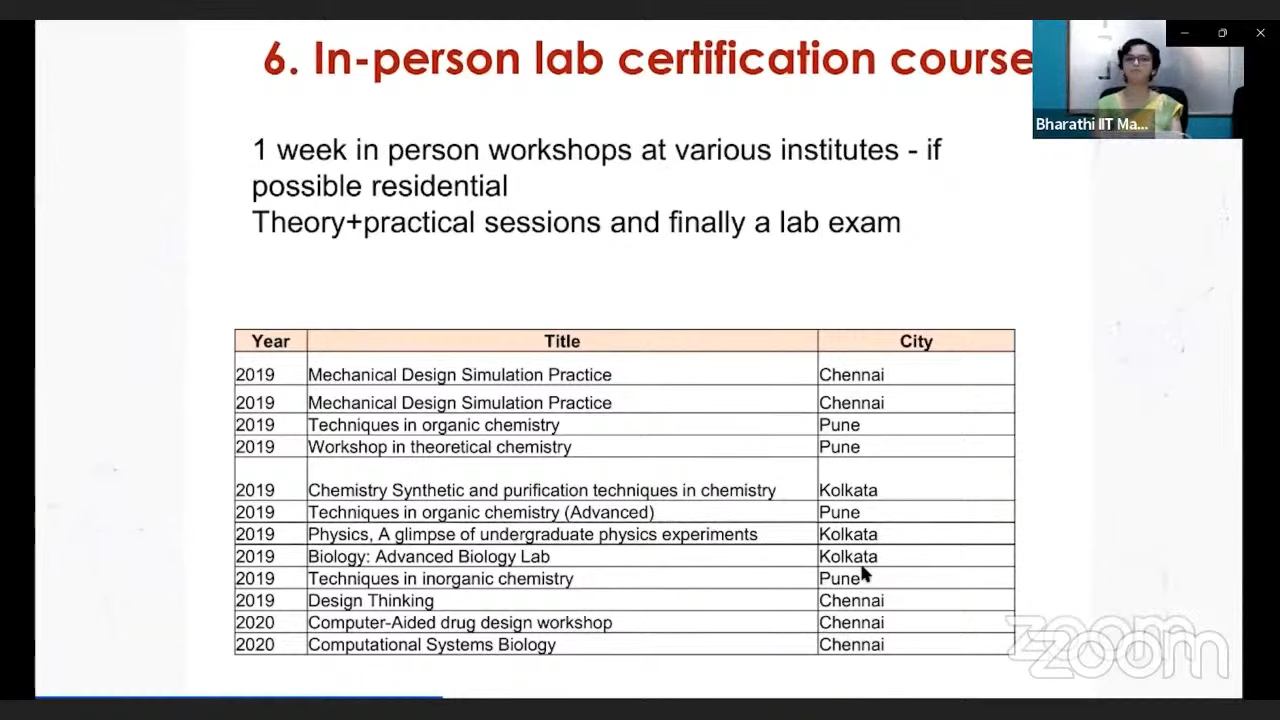 6. In-person lab certification course
Bharathi IIT Ma...
1 week in person workshops at various institutes - if
possible residential
Theory+practical sessions and finally a lab exam
Year Title City
2019 Mechanical Design Simulation Practice Chennai
2019 Mechanical Design Simulation Practice Chennai
2019 Techniques in organic chemistry Pune
2019 Workshop in theoretical chemistry Pune
2019 Chemistry Synthetic and purification techniques in chemistry Kolkata
2019 Techniques in organic chemistry (Advanced) Pune
2019 Physics, A glimpse of undergraduate physics experiments Kolkata
2019 Biology: Advanced Biology Lab Kolkata
2019 Techniques in inorganic chemistry Pune
2019 Design Thinking Chennai
2020 Computer-Aided drug design workshop Chennai
2020 Computational Systems Biology Chennai
zoom
zoom